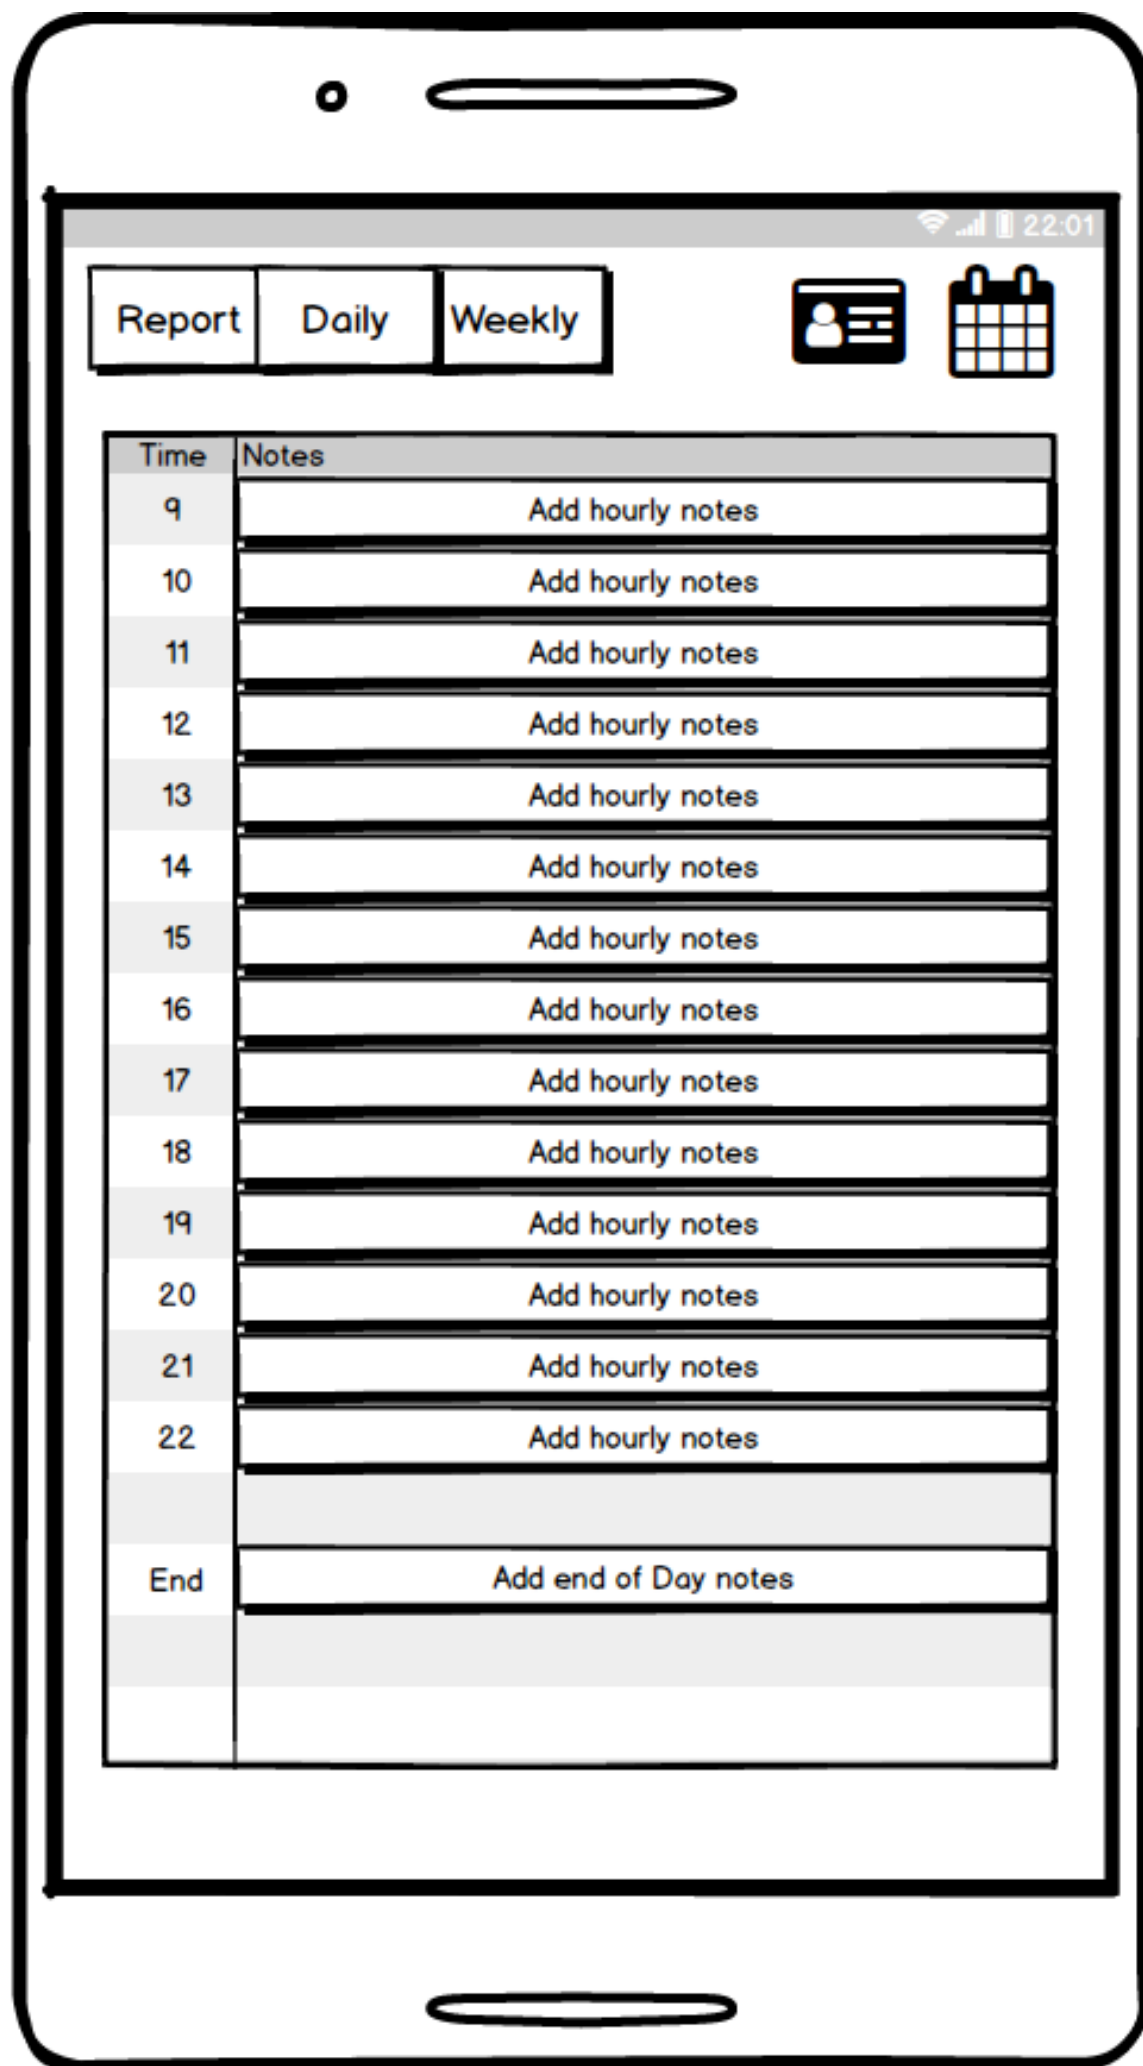 22:01
Report Daily Weekly
Time Notes
9 Add hourly notes
10 Add hourly notes
11 Add hourly notes
12 Add hourly notes
13 Add hourly notes
14 Add hourly notes
15 Add hourly notes
16 Add hourly notes
17 Add hourly notes
18 Add hourly notes
19 Add hourly notes
20 Add hourly notes
21 Add hourly notes
22 Add hourly notes
End Add end of Day notes